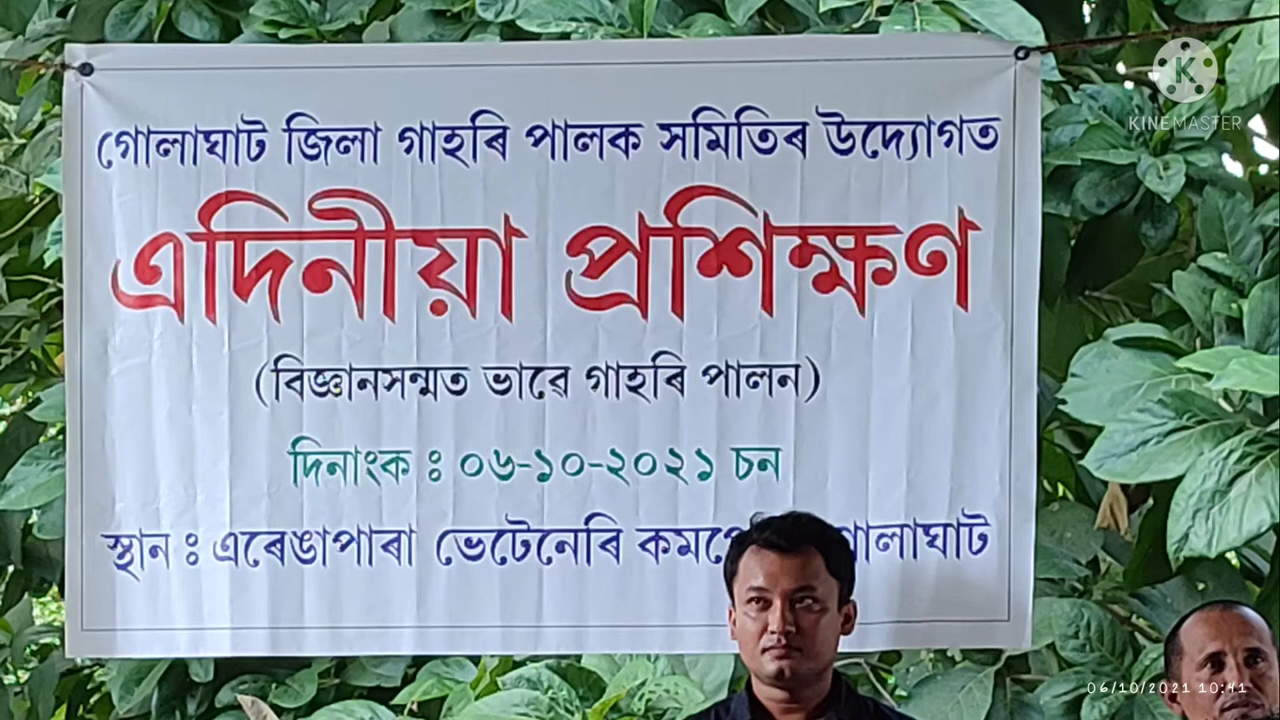 গোলাঘাট জিলা গাহৰি পালক সমিতিৰ উদ্যোগত
এদিনীয়া প্ৰশিক্ষণ
(বিজ্ঞানসন্মত ভাৱে গাহৰি পালন)
দিনাংক : ০৬-১০-২০২১ চন
স্থান : এৰেঙাপাৰা ভেটেনেৰি গোলাঘাট
K
KINEMASTER
06/10/2021 10:41